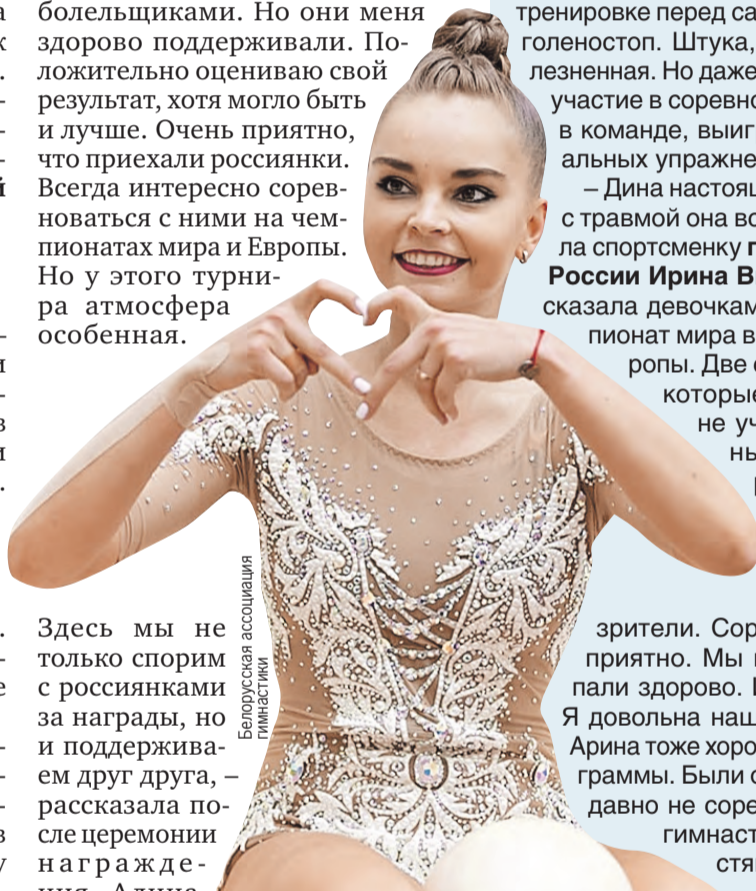 болельщиками. Но они меня
здорово поддерживали. По-
ложительно оцениваю свой
результат, хотя могло быть
и лучше. Очень приятно,
что приехали россиянки.
Всегда интересно сорев-
новаться с ними на чем-
пионатах мира и Европы.
Но у этого турни-
ра атмосфера
особенная.
Здесь мы не
только спорим
с россиянками
за награды, но
и поддержива-
ем друг друга, –
рассказала по-
сле церемонии
награжде-
Белорусская ассоциация
гимнастики
тренировке перед са
голеностоп. Штука,
лезненная. Но даже
участие в соревно
в команде, выиг
альных упражне
– Дина настоящ
с травмой она во
ла спортсменку
России Ирина В
сказала девочкам
пионат мира в
ропы. Две
которые
не уч
ны
зрители. Сор
приятно. Мы
пали здорово.
Я довольна наш
Арина тоже хоро
граммы. Были
давно не соре
гимнаст
стя